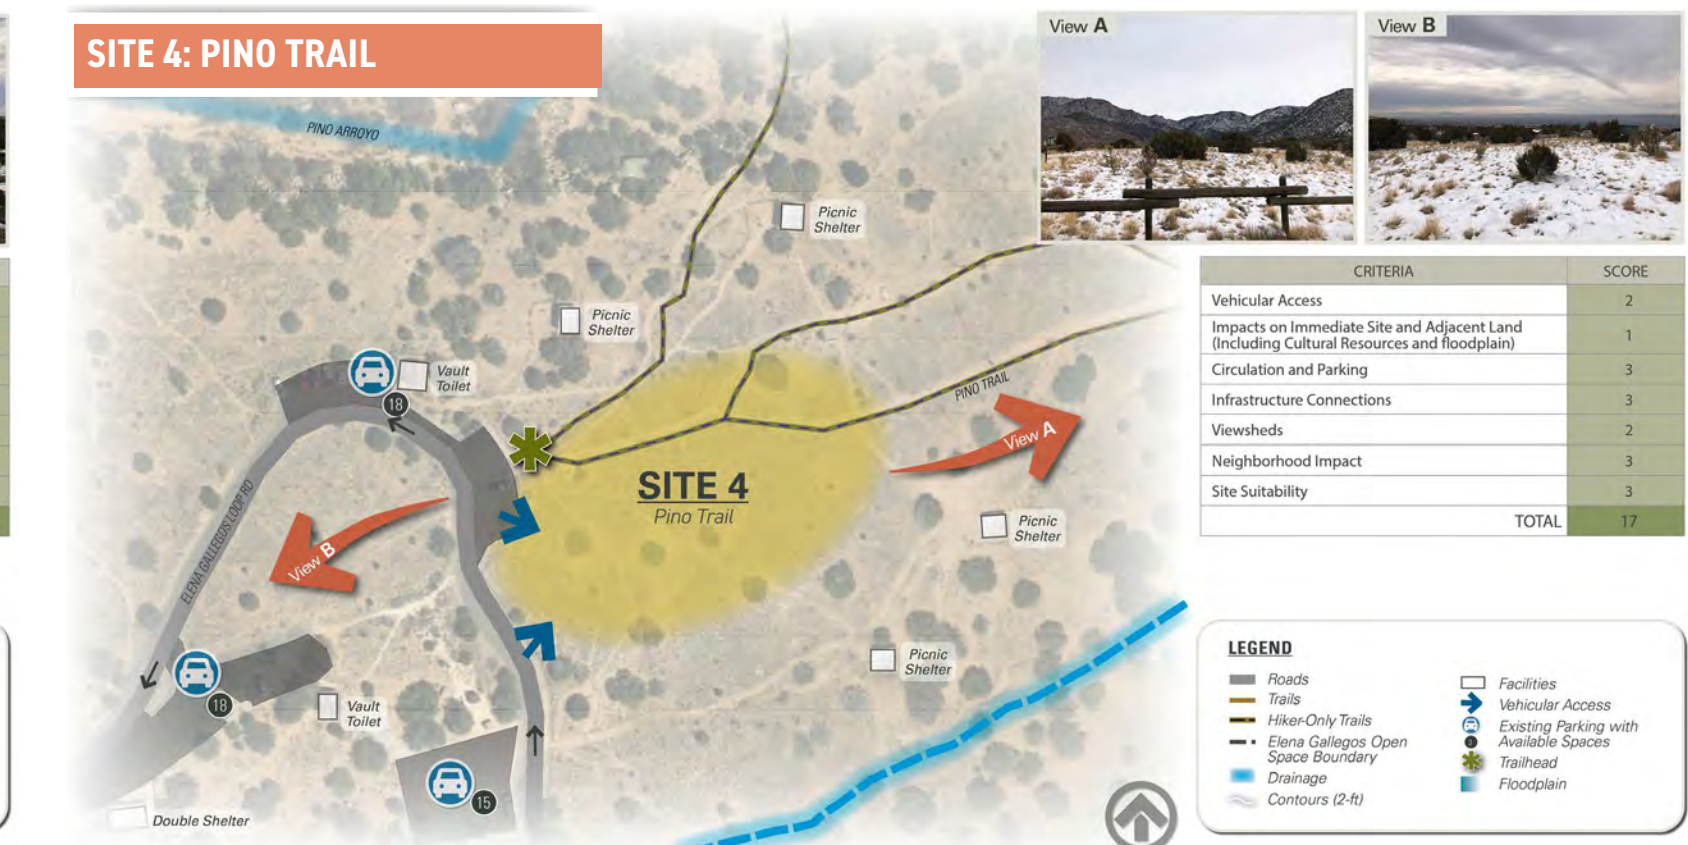 SITE 4: PINO TRAIL
PINO ARROYO
Picnic
Shelter
Picnic
Shelter
Vault
Toilet
18
PINO TRAIL
View A
SITE 4
Pino Trail
ELENA GALLEGOS LOOP RD
View B
Picnic
Shelter
Picnic
Shelter
18
Vault
Toilet
15
Double Shelter
View A
View B
CRITERIA SCORE
Vehicular Access 2
Impacts on Immediate Site and Adjacent Land
(Including Cultural Resources and floodplain) 1
Circulation and Parking 3
Infrastructure Connections 3
Viewsheds 2
Neighborhood Impact 3
Site Suitability 3
TOTAL 17
LEGEND
Roads
Trails
Hiker-Only Trails
Elena Gallegos Open
Space Boundary
Drainage
Contours (2-ft)
Facilities
Vehicular Access
Existing Parking with
Available Spaces
Trailhead
Floodplain